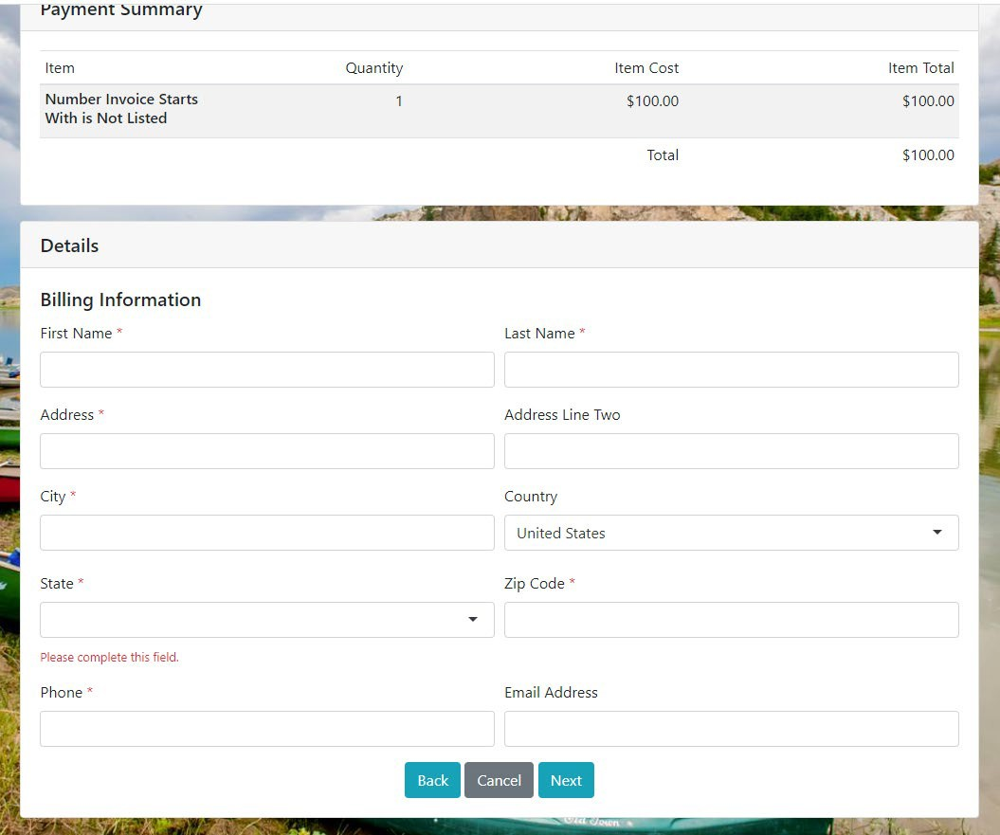 Payment Summary
Item Quantity Item Cost Item Total
Number Invoice Starts
With is Not Listed
1 $100.00 $100.00
Total $100.00
Details
Billing Information
First Name * Last Name *
Address * Address Line Two
City * Country
United States
State * Zip Code *
Please complete this field.
Phone * Email Address
Back Cancel Next
Old Town